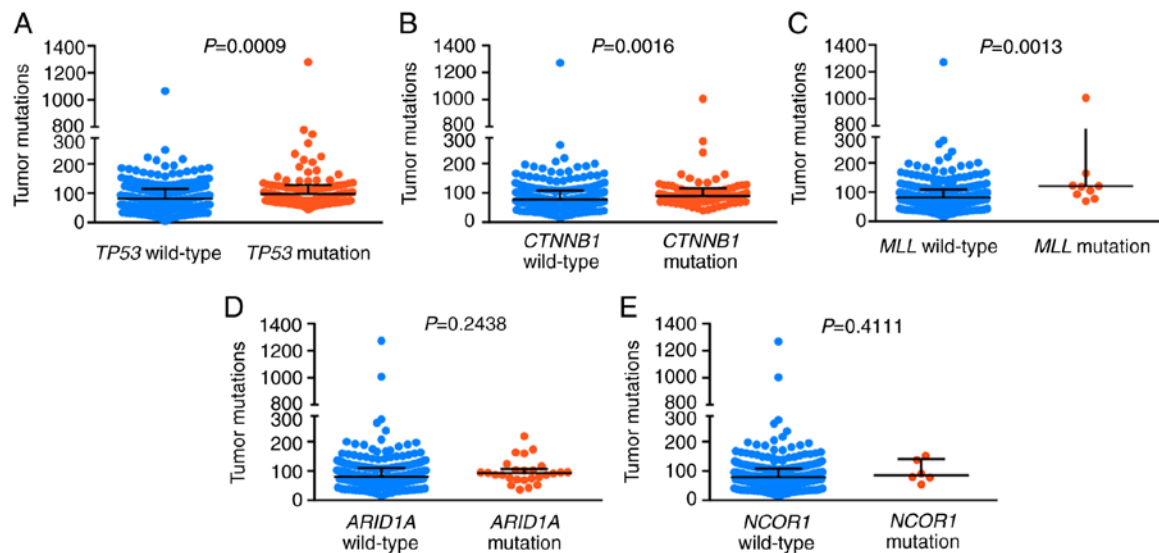 A
P=0.0009
Tumor mutations
1400
1200
1000
800
300
200
100
0
TP53 wild-type
TP53 mutation
B
P=0.0016
Tumor mutations
1400
1200
1000
800
300
200
100
0
CTNNB1
wild-type
CTNNB1
mutation
C
P=0.0013
Tumor mutations
1400
1200
1000
800
300
200
100
0
MLL wild-type
MLL mutation
D
P=0.2438
Tumor mutations
1400
1200
1000
800
300
200
100
0
ARID1A
wild-type
ARID1A
mutation
E
P=0.4111
Tumor mutations
1400
1200
1000
800
300
200
100
0
NCOR1
wild-type
NCOR1
mutation